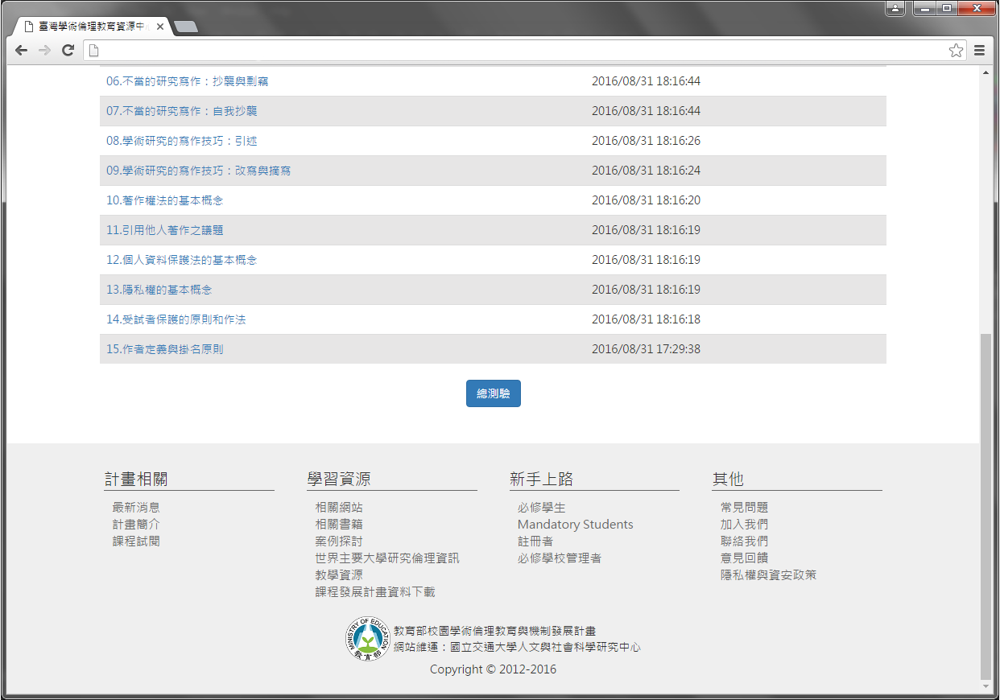 臺灣學術倫理教育資源中
06.不當的研究寫作：抄襲與剽竊 2016/08/31 18:16:44
07.不當的研究寫作：自我抄襲 2016/08/31 18:16:44
08.學術研究的寫作技巧：引述 2016/08/31 18:16:26
09.學術研究的寫作技巧：改寫與摘寫 2016/08/31 18:16:24
10.著作權法的基本概念 2016/08/31 18:16:20
11.引用他人著作之議題 2016/08/31 18:16:19
12.個人資料保護法的基本概念 2016/08/31 18:16:19
13.隱私權的基本概念 2016/08/31 18:16:19
14.受試者保護的原則和作法 2016/08/31 18:16:18
15.作者定義與掛名原則 2016/08/31 17:29:38
總測驗
計畫相關
最新消息
計畫簡介
課程試閱
學習資源
相關網站
相關書籍
案例探討
世界主要大學研究倫理資訊
教學資源
課程發展計畫資料下載
新手上路
必修學生
Mandatory Students
註冊者
必修學校管理者
其他
常見問題
加入我們
聯絡我們
意見回饋
隱私權與資安政策
MINISTRY OF EDUCATION
教育部
教育部校園學術倫理教育與機制發展計畫
網站維運：國立交通大學人文與社會科學研究中心
Copyright © 2012-2016